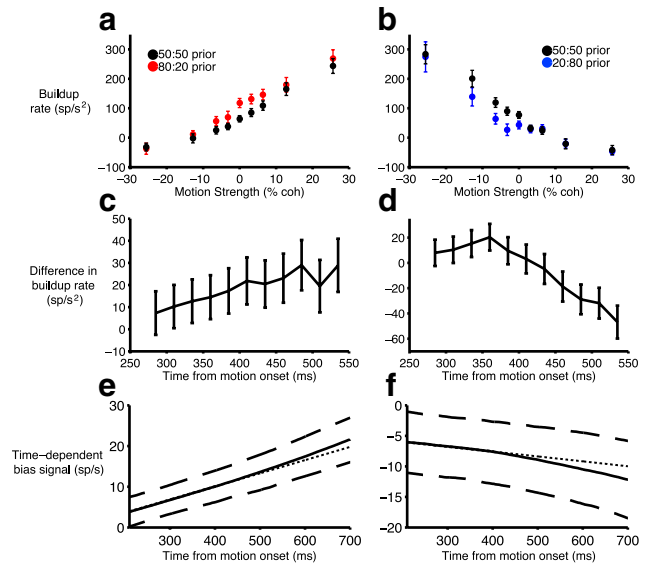 a
50:50 prior
80:20 prior
Buildup
rate (sp/s²)
300
200
100
0
−100
−30 −20 −10 0 10 20 30
Motion Strength (% coh)
b
50:50 prior
20:80 prior
300
200
100
0
−100
−30 −20 −10 0 10 20 30
Motion Strength (% coh)
c
Difference in
buildup rate
(sp/s²)
50
40
30
20
10
0
−10
250 300 350 400 450 500 550
Time from motion onset (ms)
d
20
0
−20
−40
−60
250 300 350 400 450 500 550
Time from motion onset (ms)
e
Time−dependent
bias signal (sp/s)
30
20
10
0
300 400 500 600 700
Time from motion onset (ms)
f
0
−5
−10
−15
−20
300 400 500 600 700
Time from motion onset (ms)